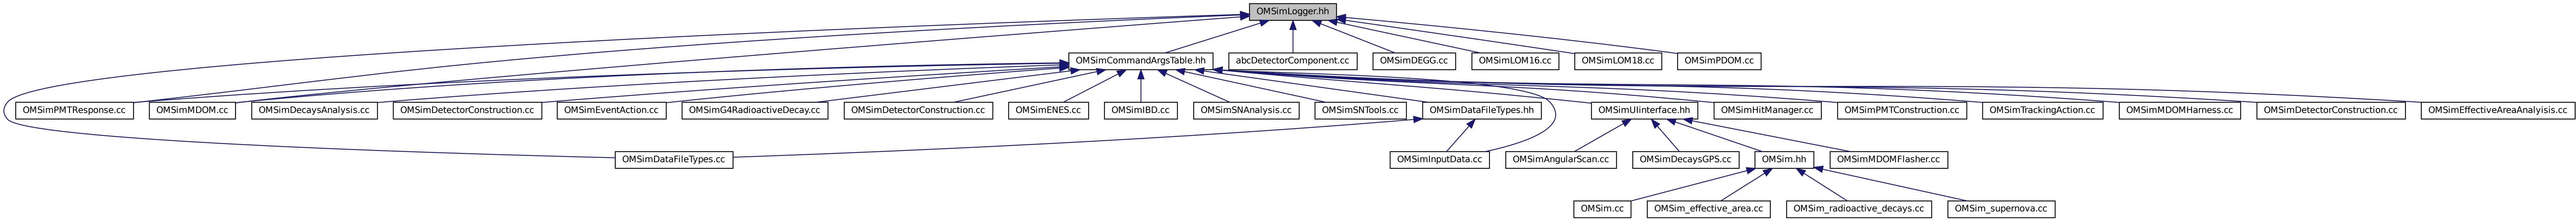 OMSimLogger.hh
OMSimCommandArgsTable.hh
abcDetectorComponent.cc
OMSimDEGG.cc
OMSimLOM16.cc
OMSimLOM18.cc
OMSimPDOM.cc
OMSimPMTResponse.cc
OMSimMDOM.cc
OMSimDecaysAnalysis.cc
OMSimDetectorConstruction.cc
OMSimEventAction.cc
OMSimG4RadioactiveDecay.cc
OMSimDetectorConstruction.cc
OMSimENES.cc
OMSimIBD.cc
OMSimSNAnalysis.cc
OMSimSNTools.cc
OMSimDataFileTypes.hh
OMSimUIinterface.hh
OMSimHitManager.cc
OMSimPMTConstruction.cc
OMSimTrackingAction.cc
OMSimMDOMHarness.cc
OMSimDetectorConstruction.cc
OMSimEffectiveAreaAnalyisis.cc
OMSimDataFileTypes.cc
OMSimInputData.cc
OMSimAngularScan.cc
OMSimDecaysGPS.cc
OMSim.hh
OMSimMDOMFlasher.cc
OMSim.cc
OMSim_effective_area.cc
OMSim_radioactive_decays.cc
OMSim_supernova.cc